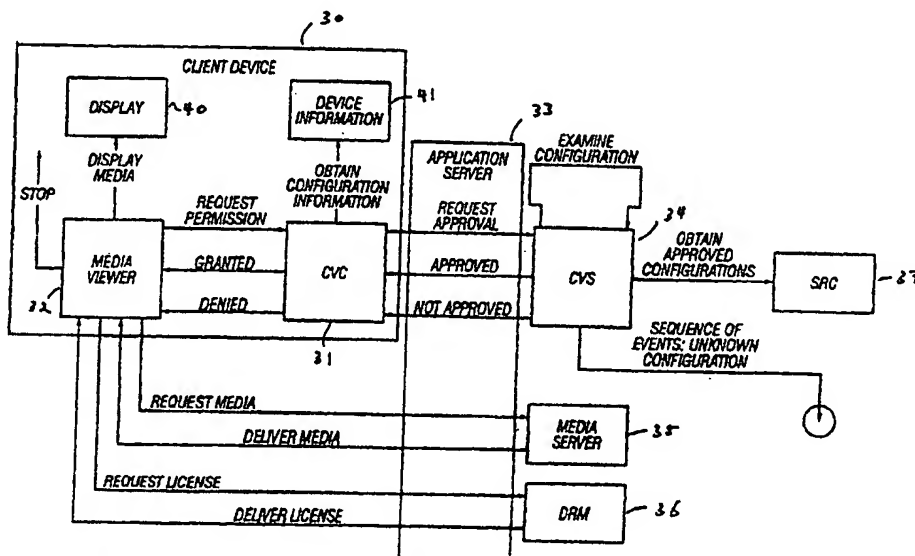 30
CLIENT DEVICE
DISPLAY
40
DEVICE INFORMATION
41
33
APPLICATION SERVER
EXAMINE CONFIGURATION
DISPLAY MEDIA
STOP
OBTAIN CONFIGURATION INFORMATION
REQUEST PERMISSION
REQUEST APPROVAL
34
OBTAIN APPROVED CONFIGURATIONS
MEDIA VIEWER
GRANTED
CVC
APPROVED
CVS
SRC
37
32
DENIED
NOT APPROVED
31
SEQUENCE OF EVENTS: UNKNOWN CONFIGURATION
REQUEST MEDIA
DELIVER MEDIA
MEDIA SERVER
35
REQUEST LICENSE
DELIVER LICENSE
DRM
36